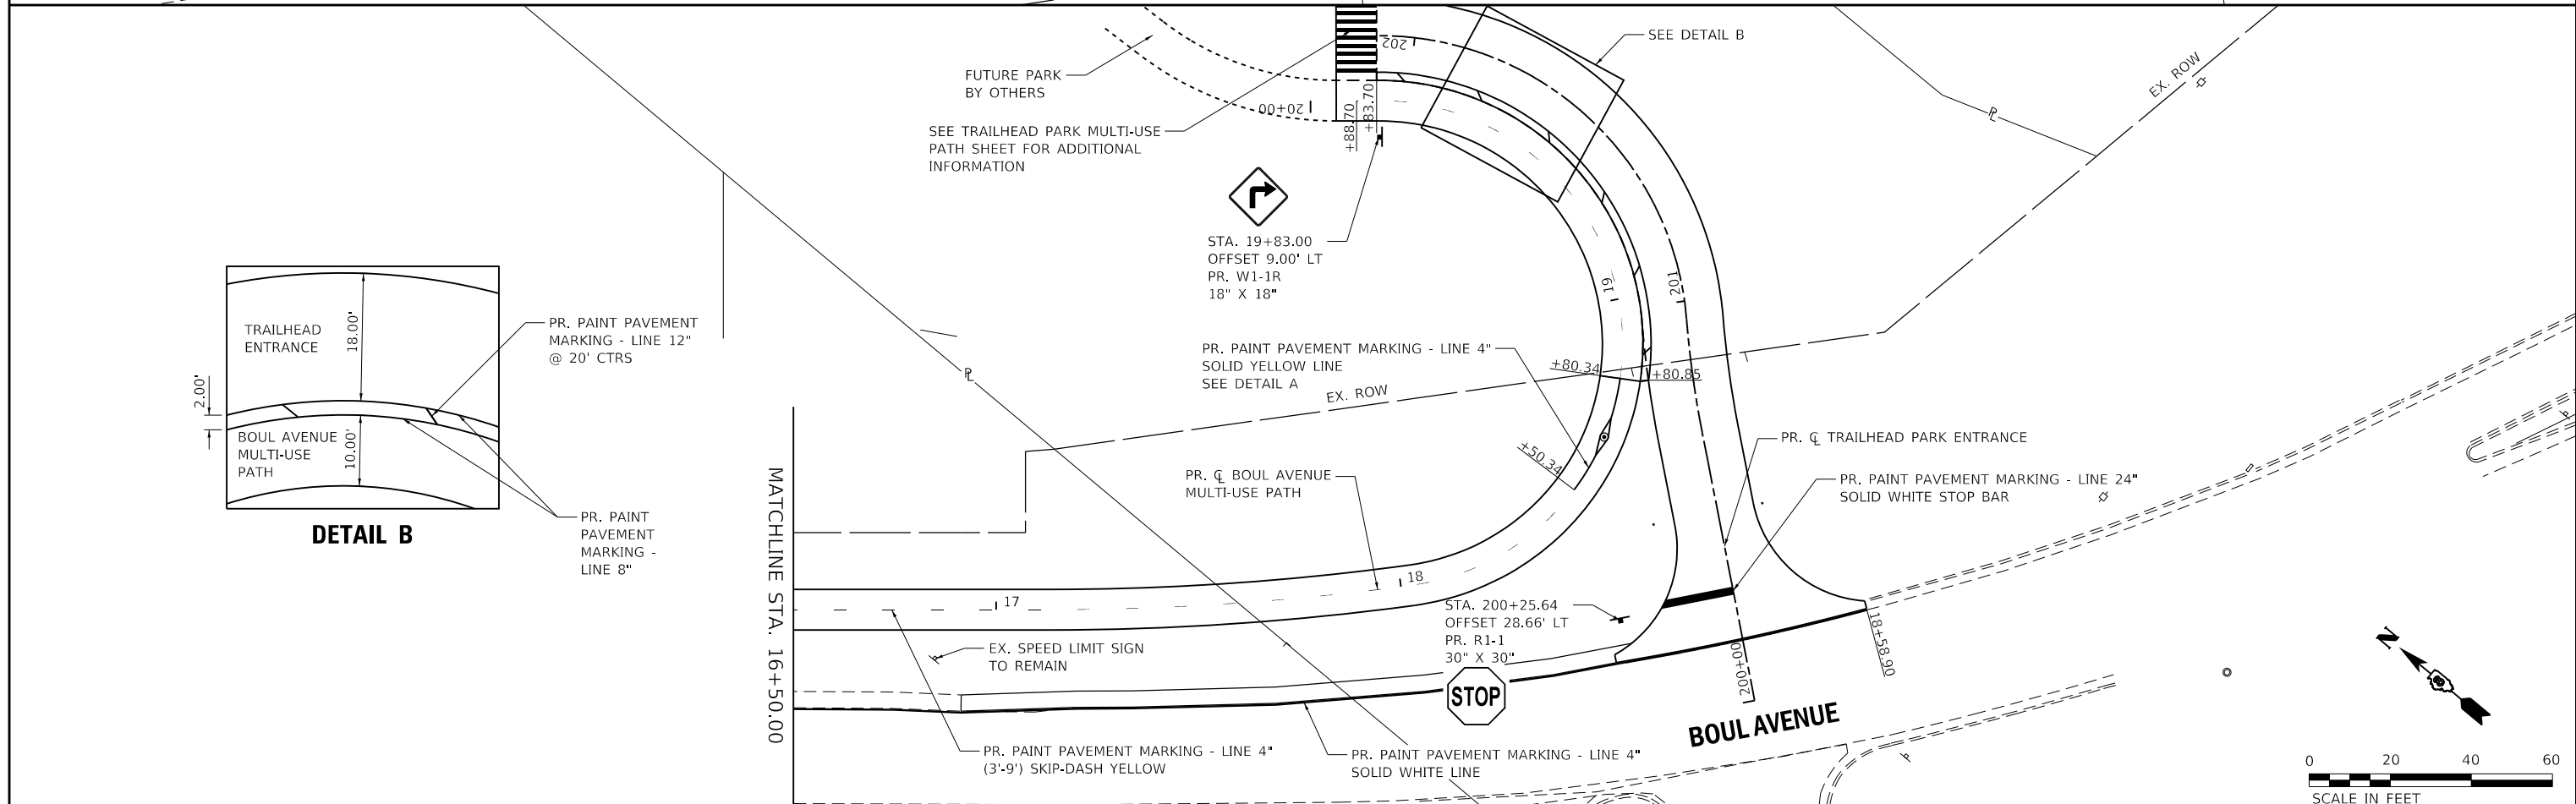 SEE DETAIL B
202
EX. ROW
FUTURE PARK
BY OTHERS
20+00
+88.70
+83.70
PL
SEE TRAILHEAD PARK MULTI-USE
PATH SHEET FOR ADDITIONAL
INFORMATION
STA. 19+83.00
OFFSET 9.00' LT
PR. W1-1R
18" X 18"
19
201
TRAILHEAD
ENTRANCE
18.00'
PR. PAINT PAVEMENT
MARKING - LINE 12"
@ 20' CTRS
2.00'
BOUL AVENUE
MULTI-USE
PATH
10.00'
PR. PAINT
PAVEMENT
MARKING -
LINE 8"
DETAIL B
PL
PR. PAINT PAVEMENT MARKING - LINE 4"
SOLID YELLOW LINE
SEE DETAIL A
+80.34
+80.85
EX. ROW
+50.34
PR. CL TRAILHEAD PARK ENTRANCE
PR. CL BOUL AVENUE
MULTI-USE PATH
PR. PAINT PAVEMENT MARKING - LINE 24"
SOLID WHITE STOP BAR
MATCHLINE STA. 16+50.00
17
18
STA. 200+25.64
OFFSET 28.66' LT
PR. R1-1
30" X 30"
STOP
EX. SPEED LIMIT SIGN
TO REMAIN
200+00
18+58.90
BOUL AVENUE
PR. PAINT PAVEMENT MARKING - LINE 4"
(3'-9') SKIP-DASH YELLOW
PR. PAINT PAVEMENT MARKING - LINE 4"
SOLID WHITE LINE
N
0 20 40 60
SCALE IN FEET